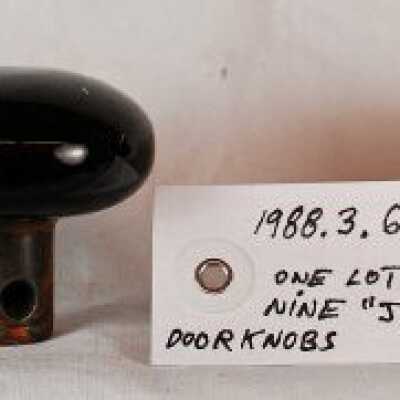 1988.3.6
ONE LOT
NINE "J
DOORKNOBS